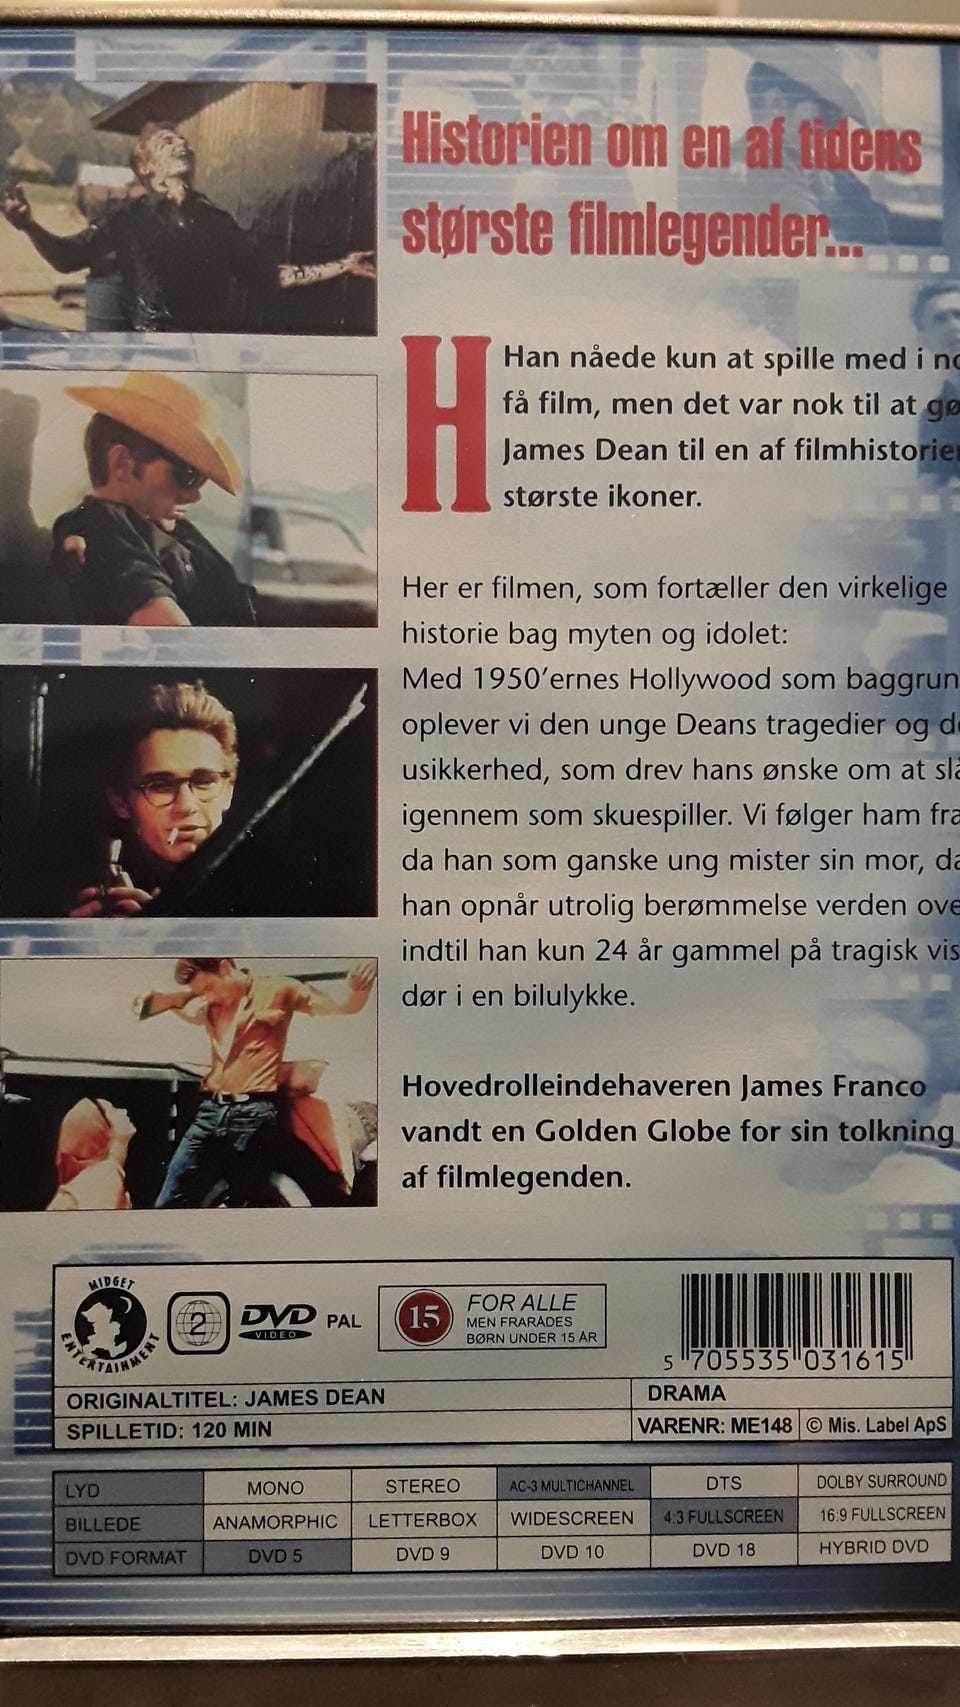 Historien om en af tidens
største filmlegender...
H Han nåede kun at spille med i
få film, men det var nok til at
James Dean til en af
største ikoner.
Her er filmen, som fortæller den virkelige
historie bag myten og idolet:
Med 1950'ernes Hollywood som
oplever vi den unge Deans tragedier og
usikkerhed, som drev hans ønske om at
igennem som skuespiller. Vi følger ham fra
da han som ganske ung mister sin mor,
han opnår utrolig berømmelse verden
indtil han kun 24 år gammel på tragisk vis
dør i en bilulykke.
Hovedrolleindehaveren James Franco
vandt en Golden Globe for sin tolkning
af filmlegenden.
MIDGET
ENTERTAINMENT
2
DVD
VIDEO
PAL
15
FOR ALLE
MEN FRARÅDES
BØRN UNDER 15 ÅR
5 705535 031615
ORIGINALTITEL: JAMES DEAN
DRAMA
SPILLETID: 120 MIN
VARENR: ME148 © Mis. Label ApS
LYD MONO STEREO AC-3 MULTICHANNEL DTS DOLBY SURROUND
BILLEDE ANAMORPHIC LETTERBOX WIDESCREEN 4:3 FULLSCREEN 16:9 FULLSCREEN
DVD FORMAT DVD 5 DVD 9 DVD 10 DVD 18 HYBRID DVD